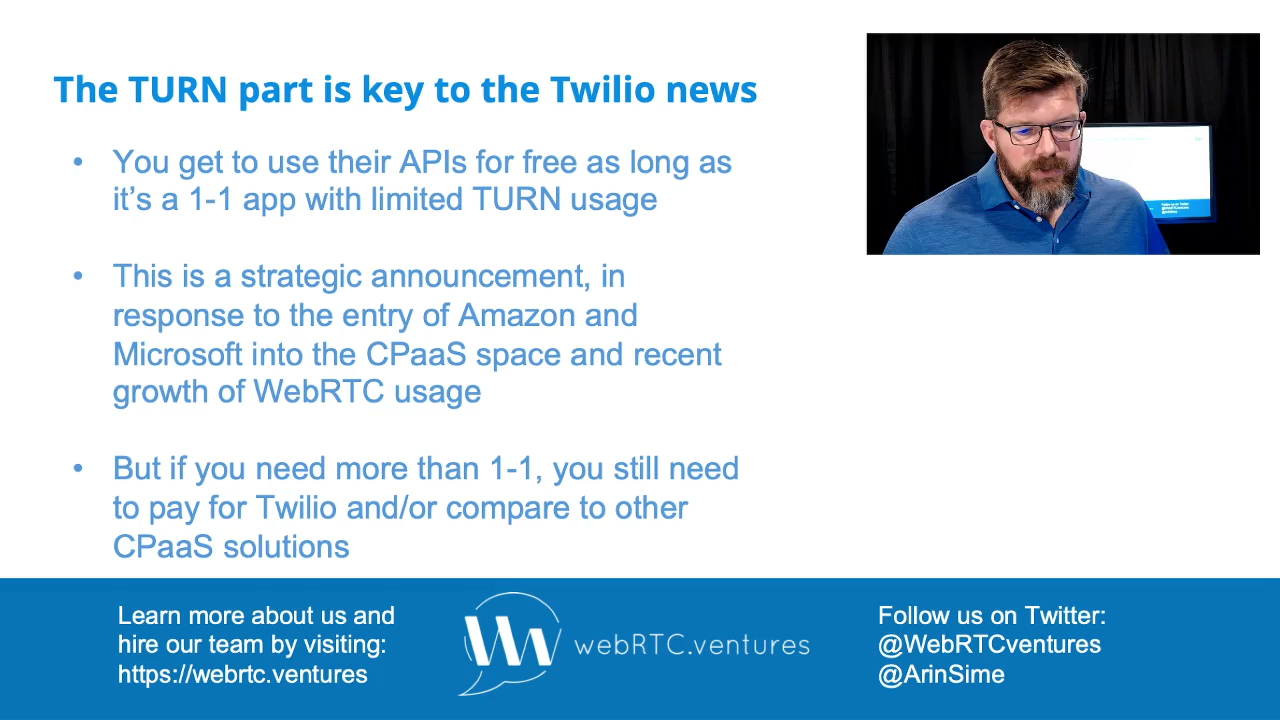 The TURN part is key to the Twilio news
• You get to use their APIs for free as long as
it’s a 1-1 app with limited TURN usage
• This is a strategic announcement, in
response to the entry of Amazon and
Microsoft into the CPaaS space and recent
growth of WebRTC usage
• But if you need more than 1-1, you still need
to pay for Twilio and/or compare to other
CPaaS solutions
Learn more about us and
hire our team by visiting:
https://webrtc.ventures
webRTC.ventures
Follow us on Twitter:
@WebRTCventures
@ArinSime